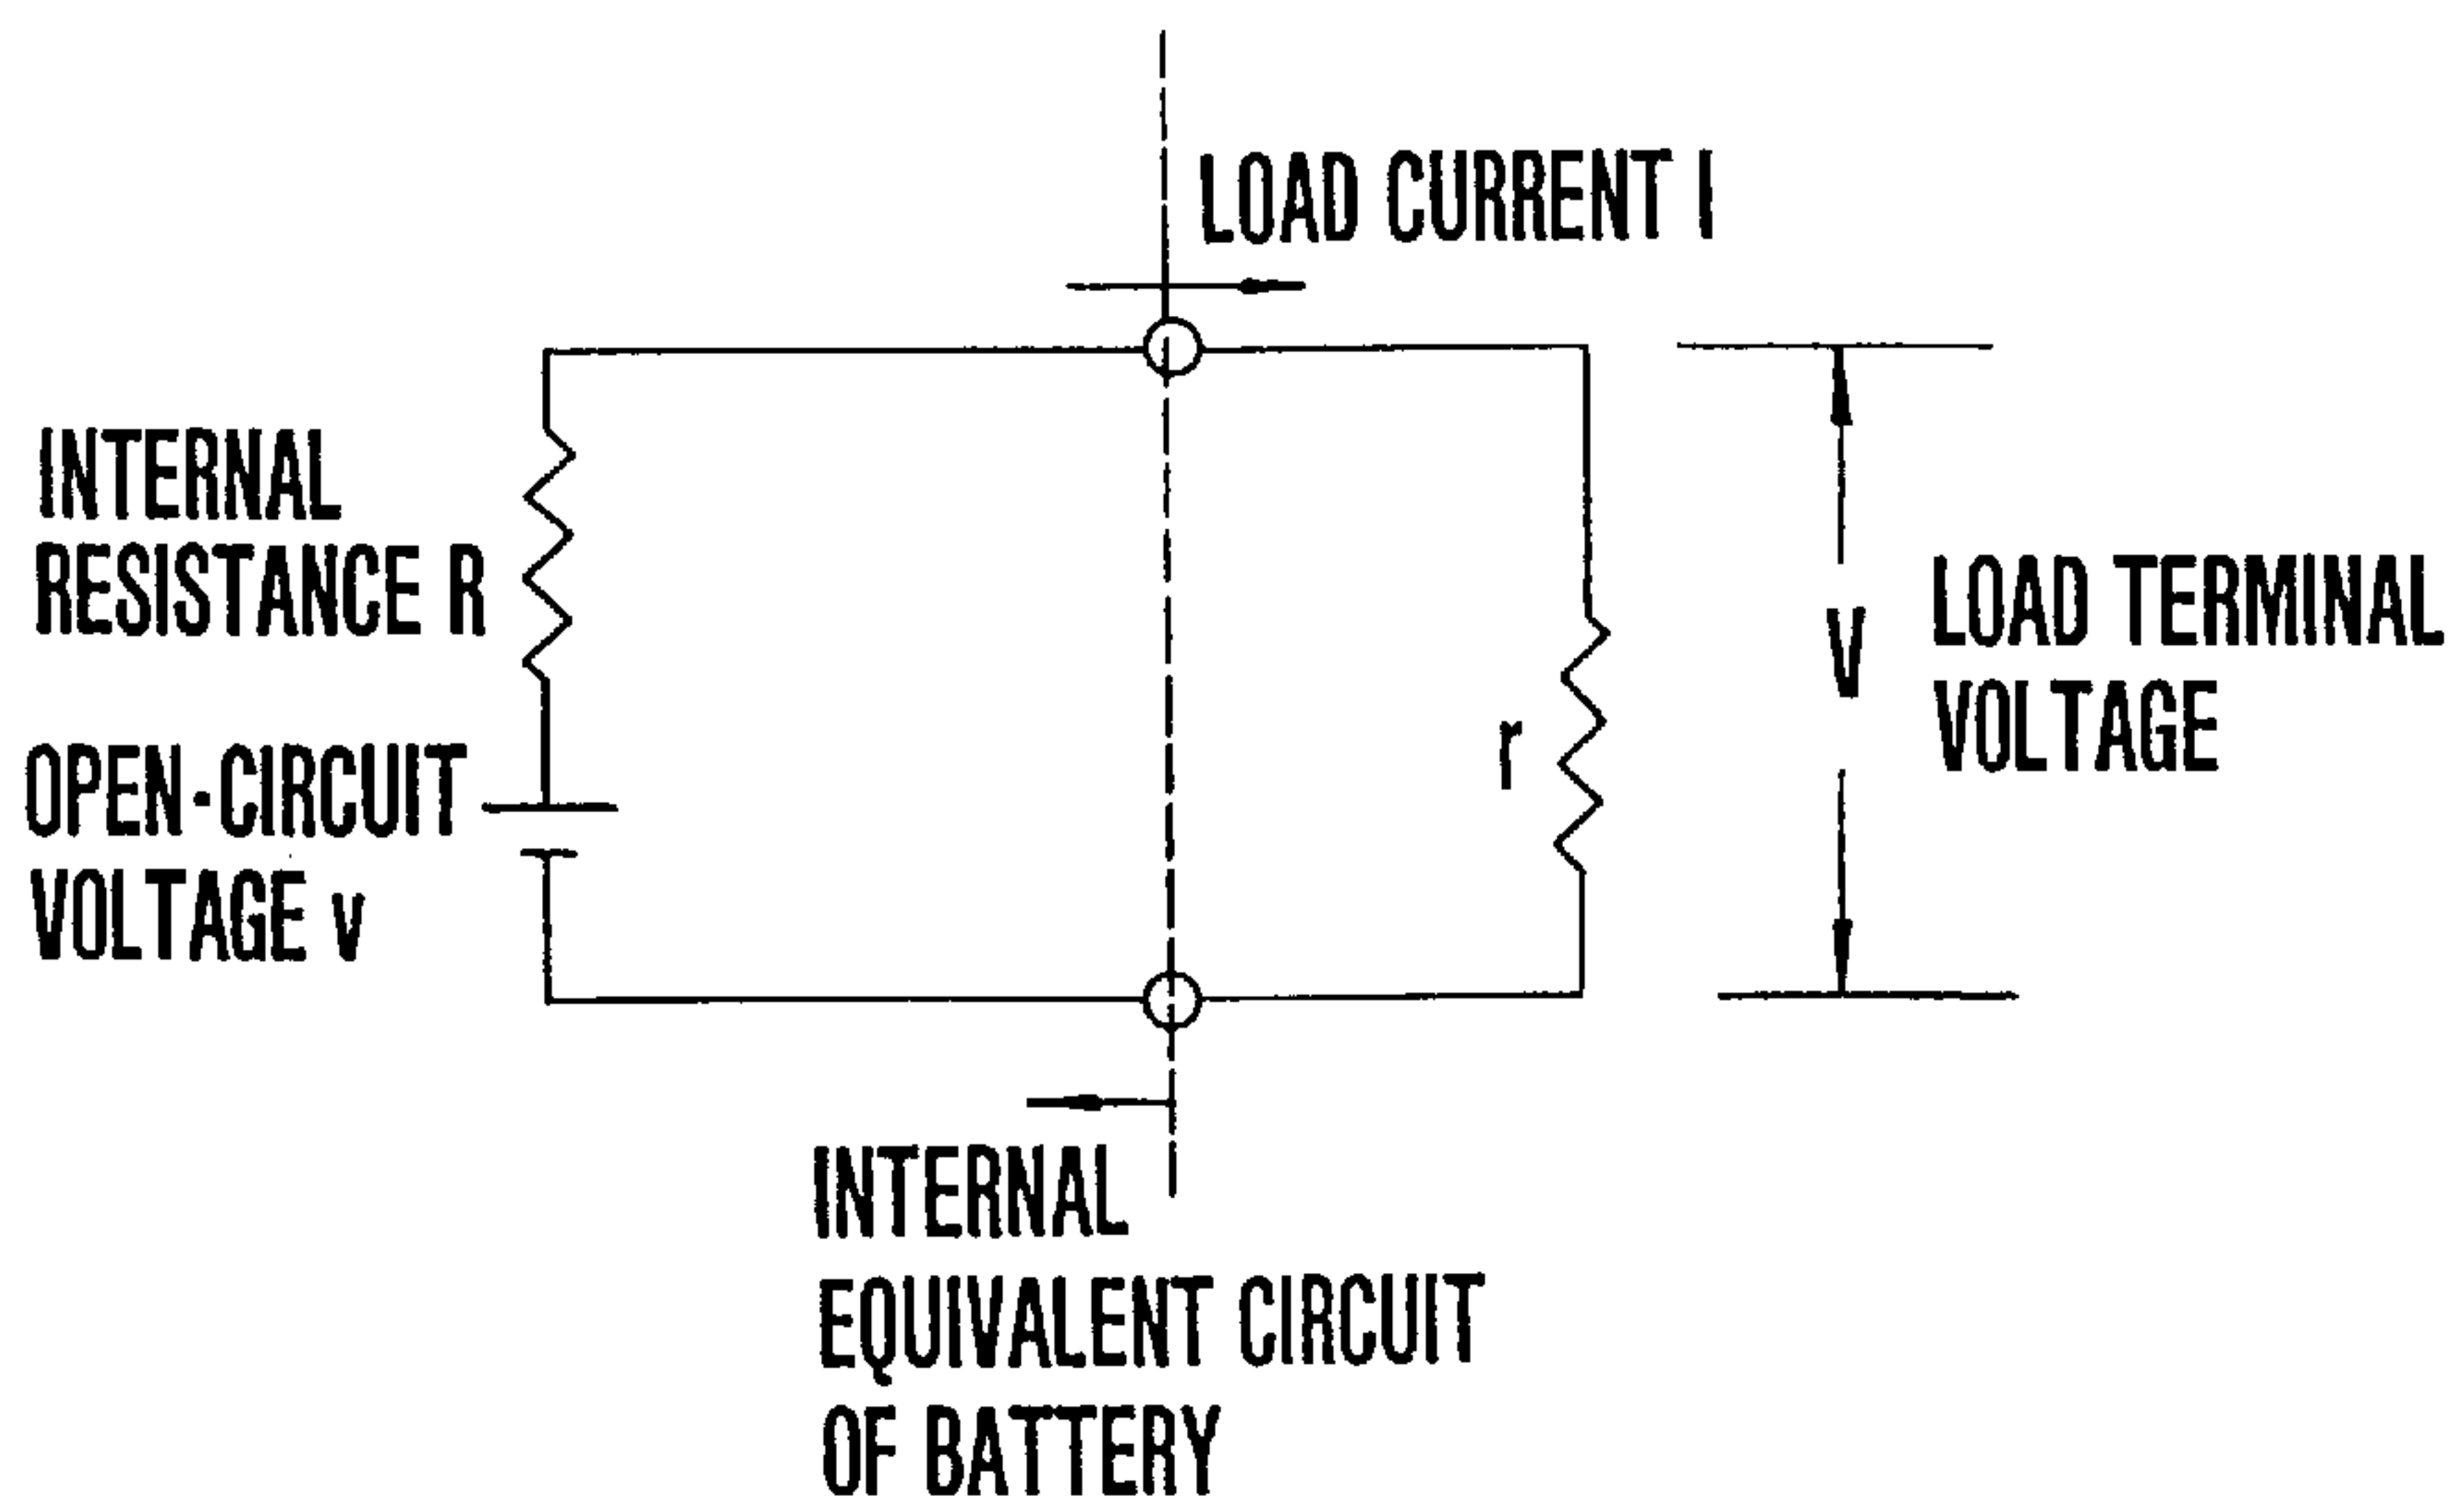 LOAD CURRENT I
INTERNAL
RESISTANCE R
OPEN-CIRCUIT
VOLTAGE v
r
V
LOAD TERMINAL
VOLTAGE
INTERNAL
EQUIVALENT CIRCUIT
OF BATTERY